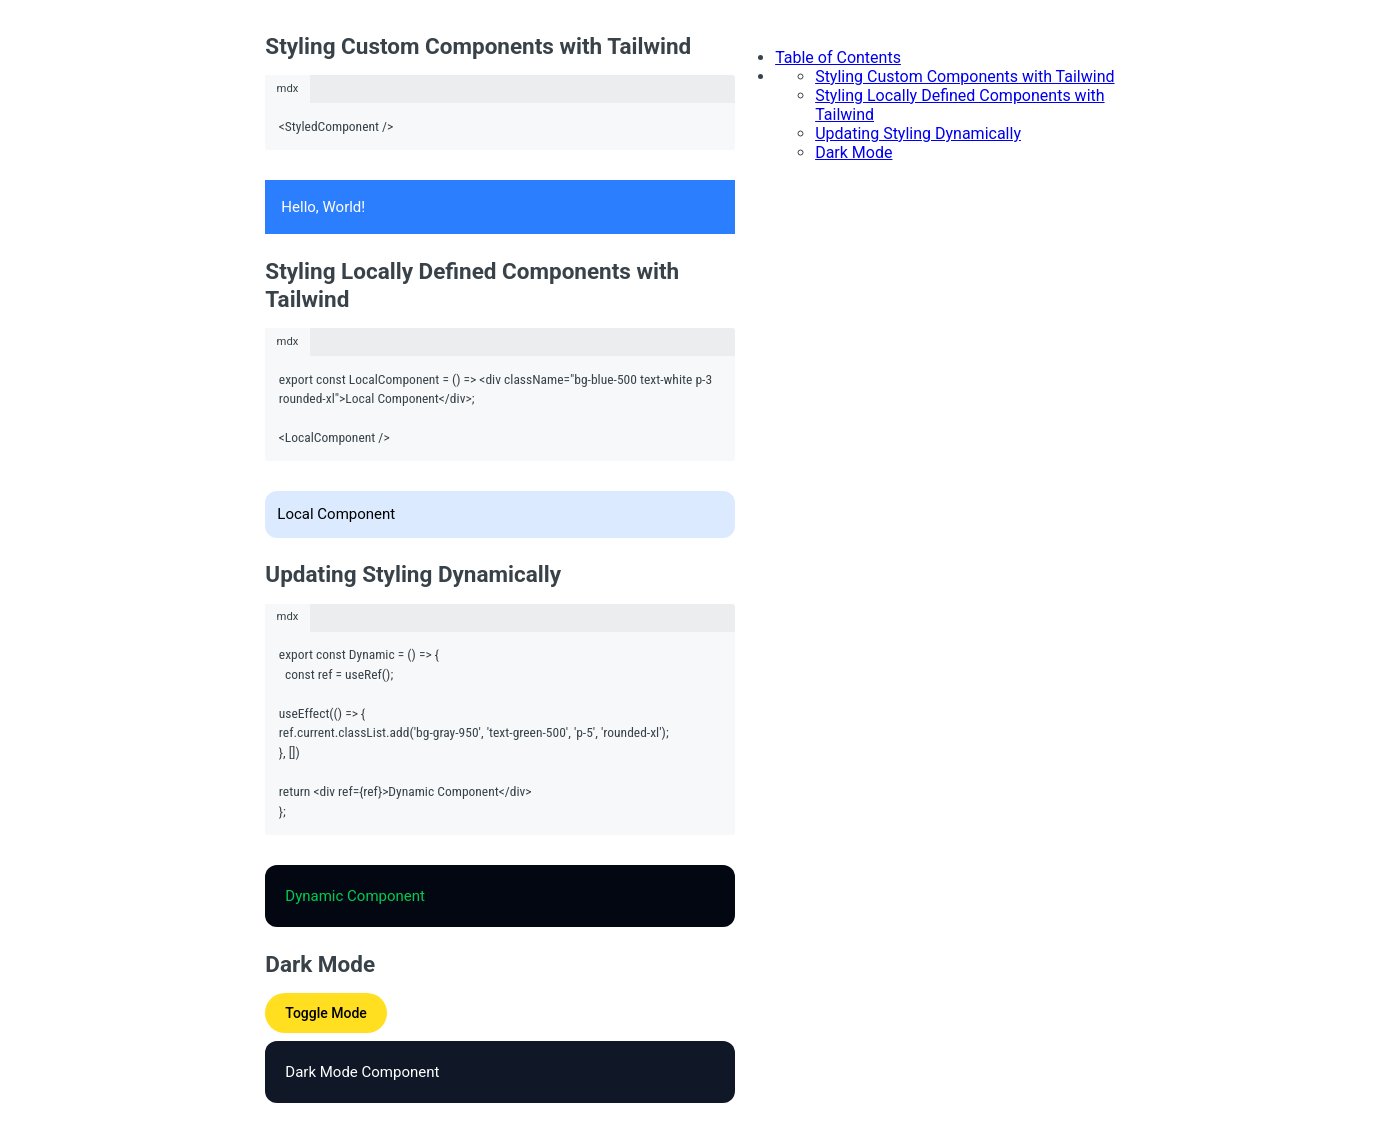 Styling Custom Components with Tailwind
mdx
<StyledComponent />
Hello, World!
Styling Locally Defined Components with
Tailwind
mdx
export const LocalComponent = () => <div className="bg-blue-500 text-white p-3
rounded-xl">Local Component</div>;
<LocalComponent />
Local Component
Updating Styling Dynamically
mdx
export const Dynamic = () => {
  const ref = useRef();
useEffect(() => {
ref.current.classList.add('bg-gray-950', 'text-green-500', 'p-5', 'rounded-xl');
}, [])
return <div ref={ref}>Dynamic Component</div>
};
Dynamic Component
Dark Mode
Toggle Mode
Dark Mode Component
Table of Contents
Styling Custom Components with Tailwind
Styling Locally Defined Components with
Tailwind
Updating Styling Dynamically
Dark Mode